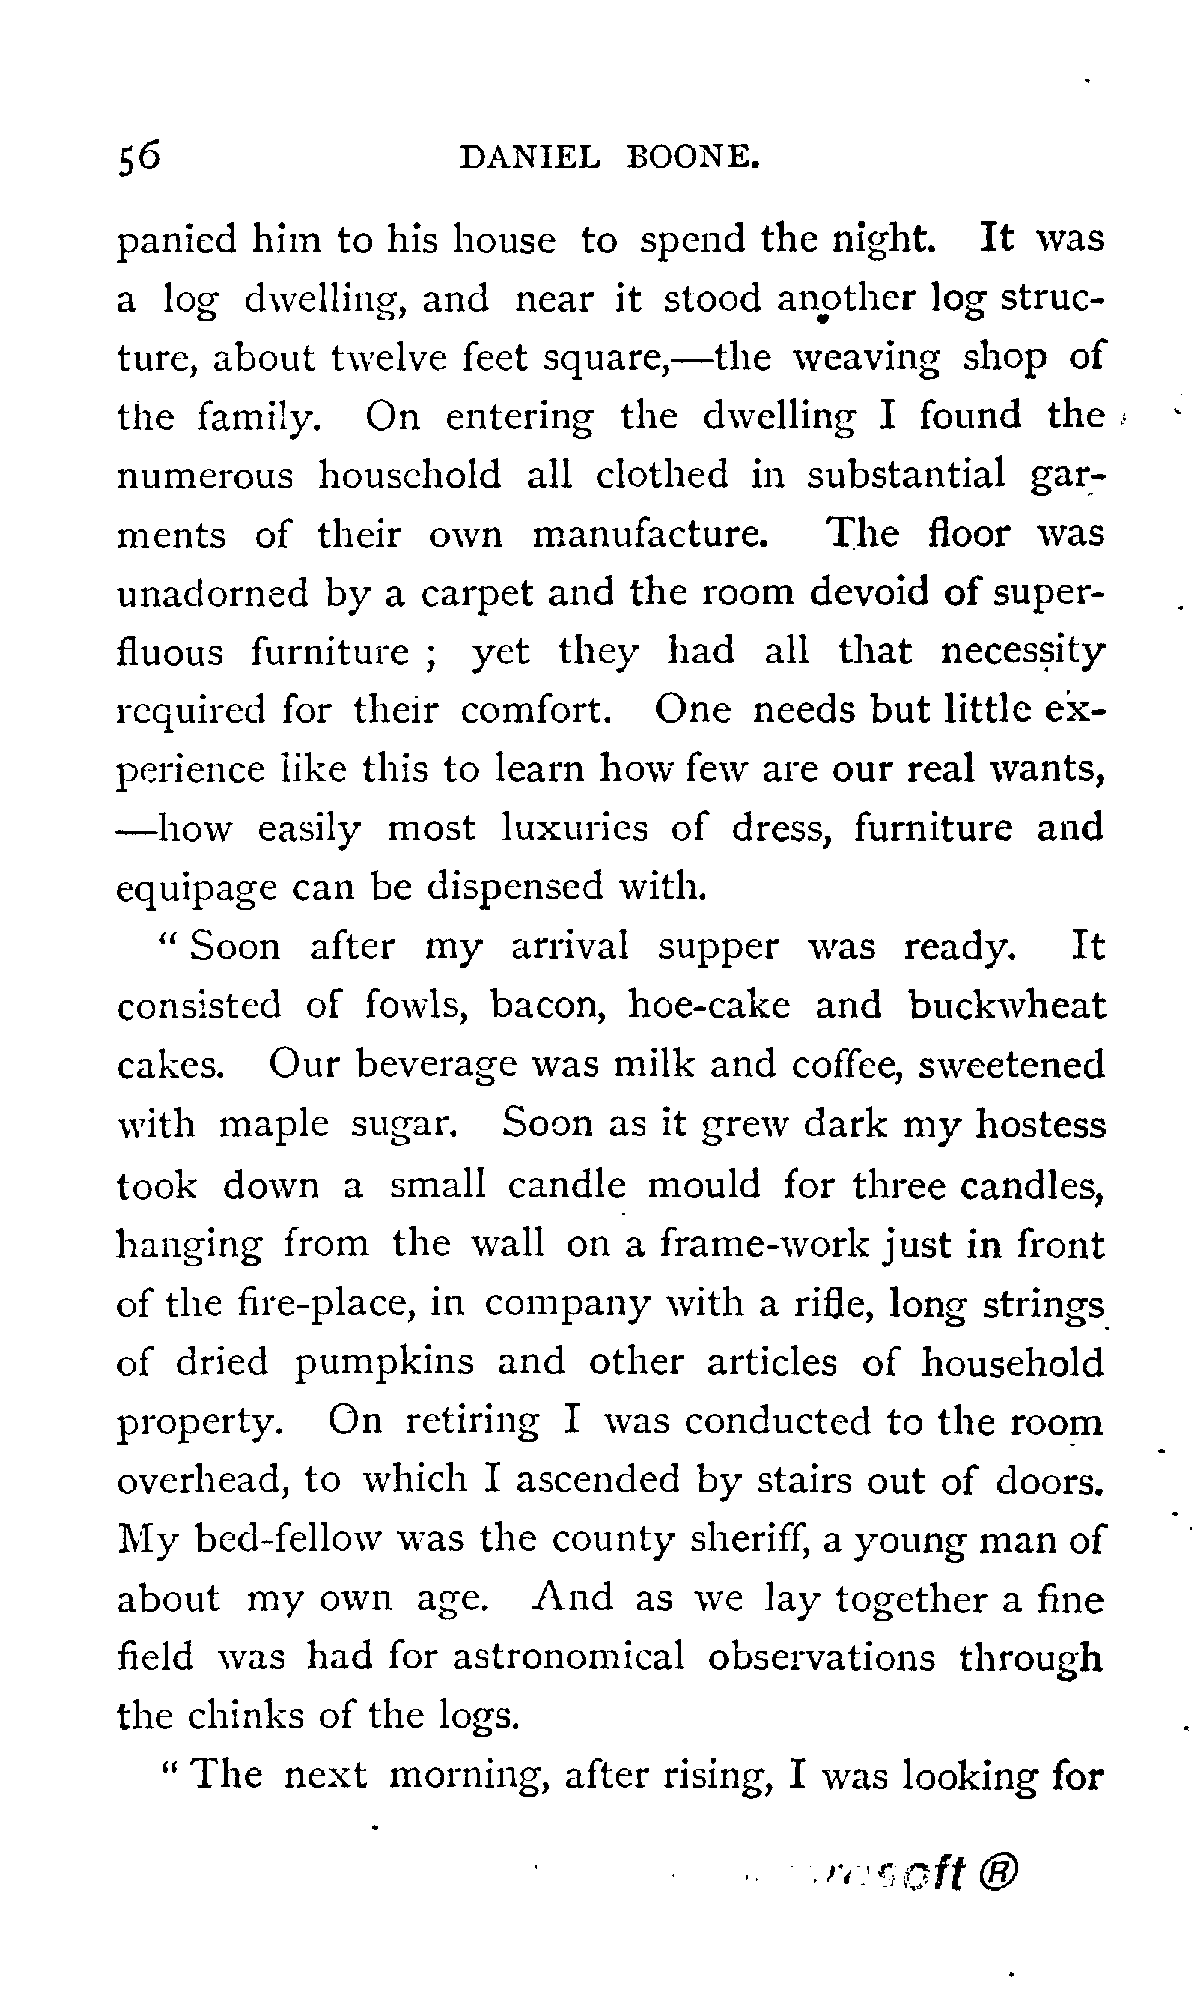 56 DANIEL BOONE.
panied him to his house to spend the night. It was
a log dwelling, and near it stood another log struc-
ture, about twelve feet square,—the weaving shop of
the family. On entering the dwelling I found the
numerous household all clothed in substantial gar-
ments of their own manufacture. The floor was
unadorned by a carpet and the room devoid of super-
fluous furniture ; yet they had all that necessity
required for their comfort. One needs but little ex-
perience like this to learn how few are our real wants,
—how easily most luxuries of dress, furniture and
equipage can be dispensed with.
" Soon after my arrival supper was ready. It
consisted of fowls, bacon, hoe-cake and buckwheat
cakes. Our beverage was milk and coffee, sweetened
with maple sugar. Soon as it grew dark my hostess
took down a small candle mould for three candles,
hanging from the wall on a frame-work just in front
of the fire-place, in company with a rifle, long strings
of dried pumpkins and other articles of household
property. On retiring I was conducted to the room
overhead, to which I ascended by stairs out of doors.
My bed-fellow was the county sheriff, a young man of
about my own age. And as we lay together a fine
field was had for astronomical observations through
the chinks of the logs.
" The next morning, after rising, I was looking for